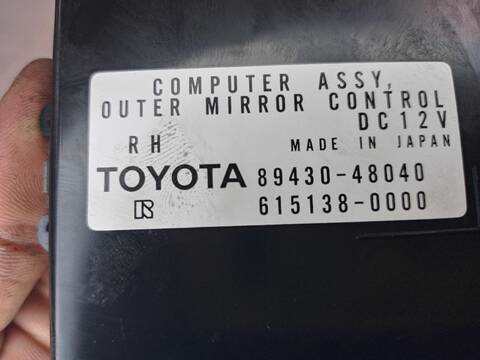 COMPUTER ASSY,
OUTER MIRROR CONTROL
DC12V
RH MADE IN JAPAN
TOYOTA 89430-48040
615138-0000